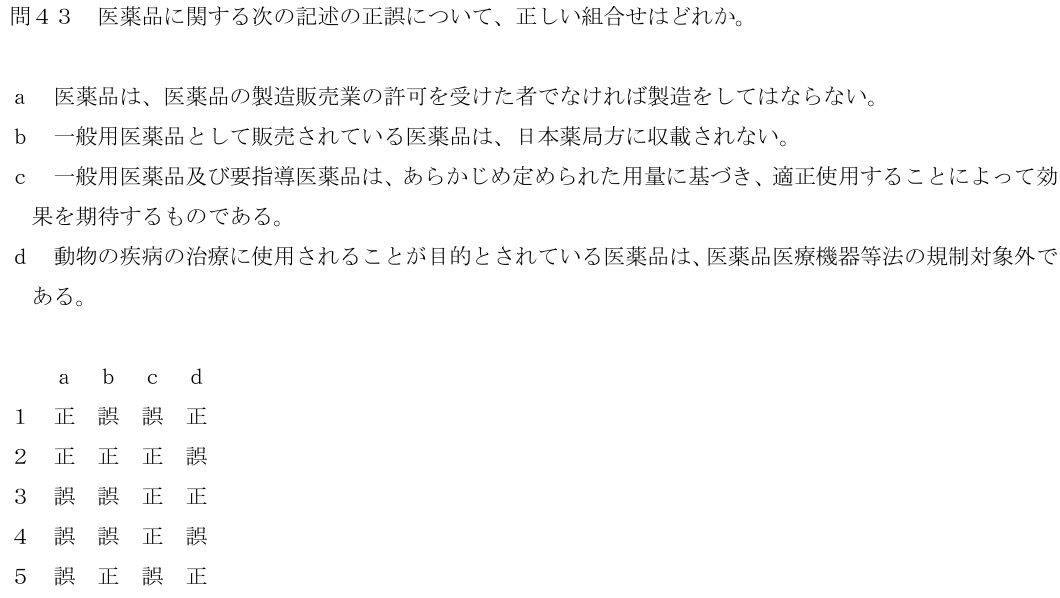 問４３　医薬品に関する次の記述の正誤について、正しい組合せはどれか。
a　医薬品は、医薬品の製造販売業の許可を受けた者でなければ製造をしてはならない。
b　一般用医薬品として販売されている医薬品は、日本薬局方に収載されない。
c　一般用医薬品及び要指導医薬品は、あらかじめ定められた用量に基づき、適正使用することによって効
果を期待するものである。
d　動物の疾病の治療に使用されることが目的とされている医薬品は、医薬品医療機器等法の規制対象外で
ある。
a　b　c　d
１　正　誤　誤　正
２　正　正　正　誤
３　誤　誤　正　正
４　誤　誤　正　誤
５　誤　正　誤　正